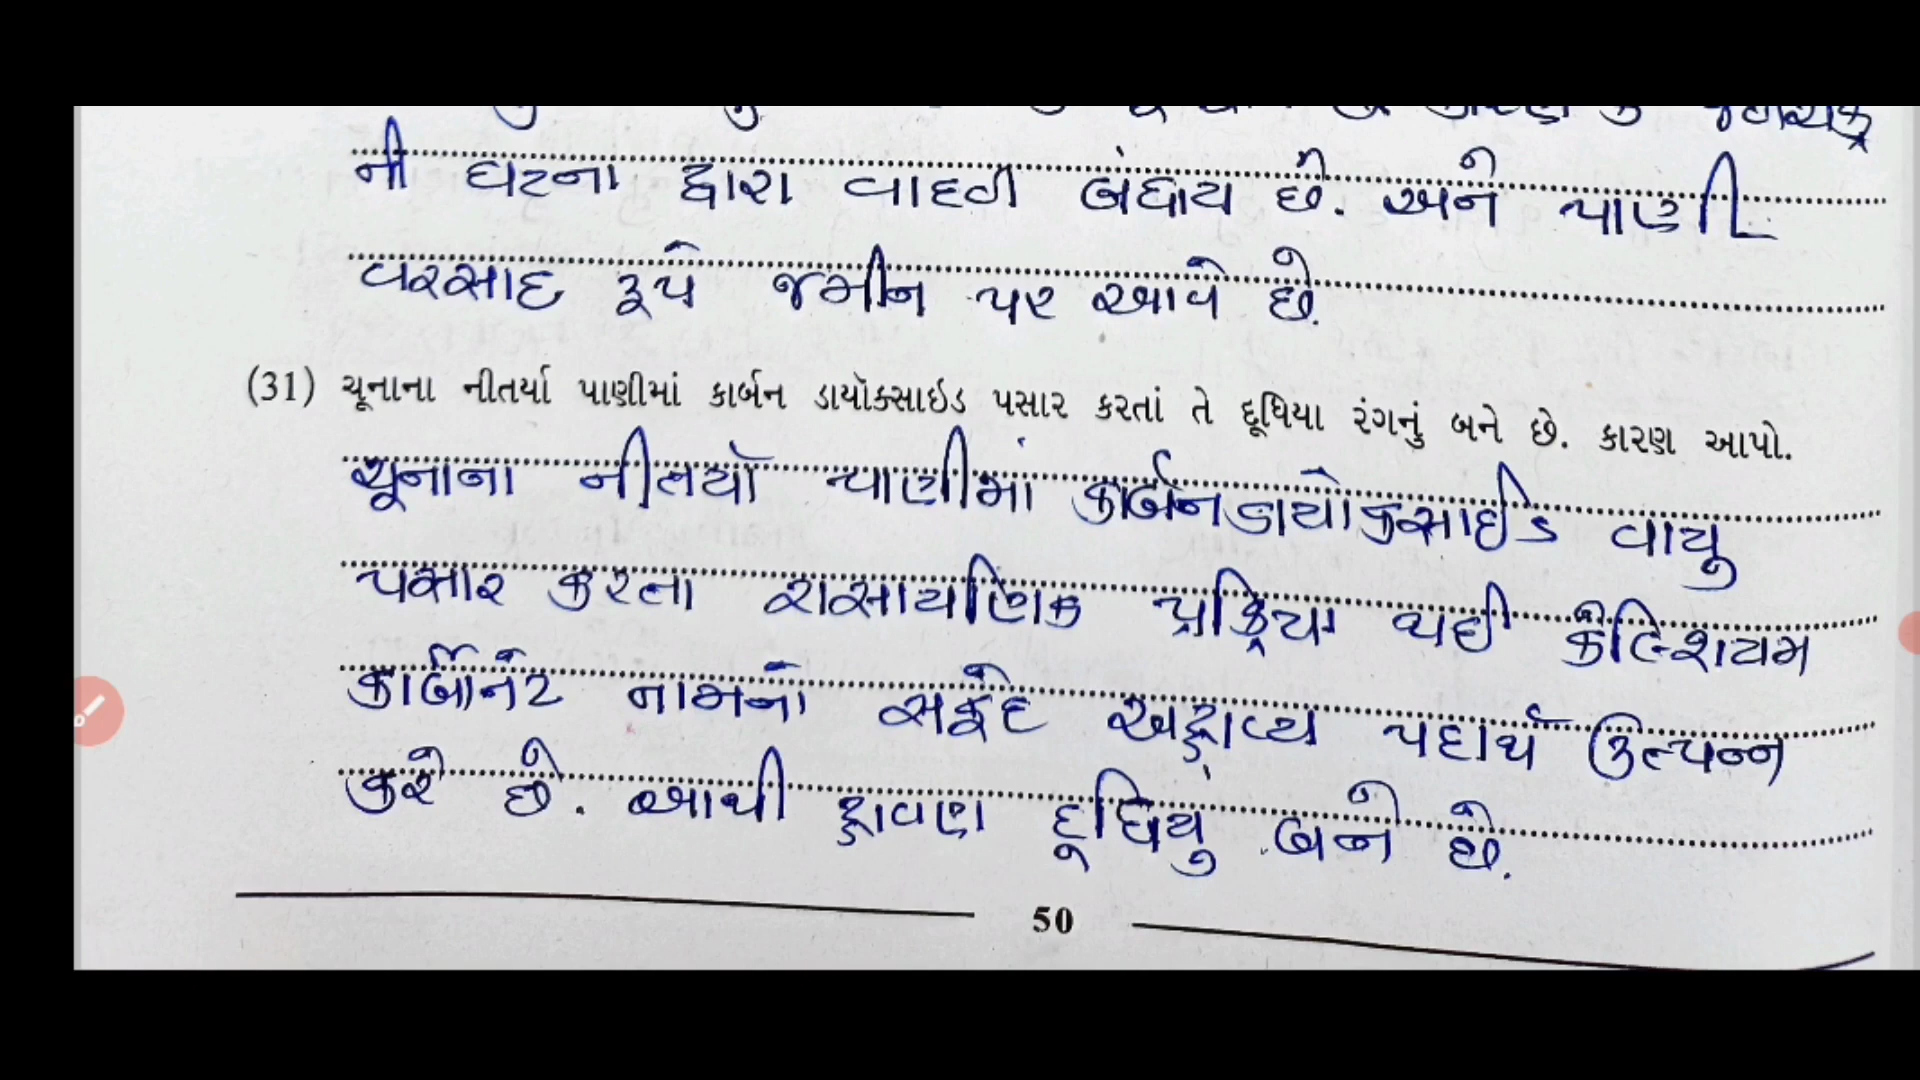 ની ઘટના દ્વારા વાદળી બંધાય છે. અને પાણી
વરસાદ રૂપે જમીન પર આવે છે.
(31) ચૂનાના નીતર્યા પાણીમાં કાર્બન ડાયૉક્સાઇડ પસાર કરતાં તે દૂધિયા રંગનું બને છે. કારણ આપો.
ચૂનાના નીતર્યા પાણીમાં કાર્બનડાયોક્સાઈડ વાયુ
પસાર કરતા રાસાયણિક પ્રક્રિયા થઈ કેલ્શિયમ
કાર્બોનેટ નામનો સફેદ અદ્રાવ્ય પદાર્થ ઉત્પન્ન
કરે છે. આથી દ્રાવણ દૂધિયું બને છે.
50